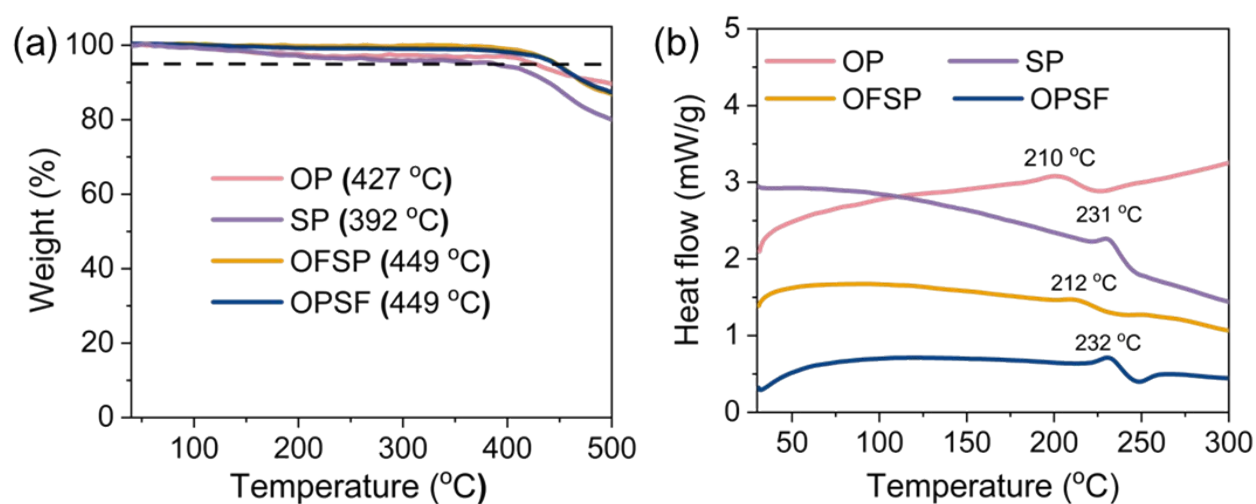 (a)
100
80
60
40
20
0
Weight (%)
OP (427 °C)
SP (392 °C)
OFSP (449 °C)
OPSF (449 °C)
100 200 300 400 500
Temperature (°C)
(b)
5
4
3
2
1
0
Heat flow (mW/g)
OP SP
OFSP OPSF
210 °C
231 °C
212 °C
232 °C
50 100 150 200 250 300
Temperature (°C)